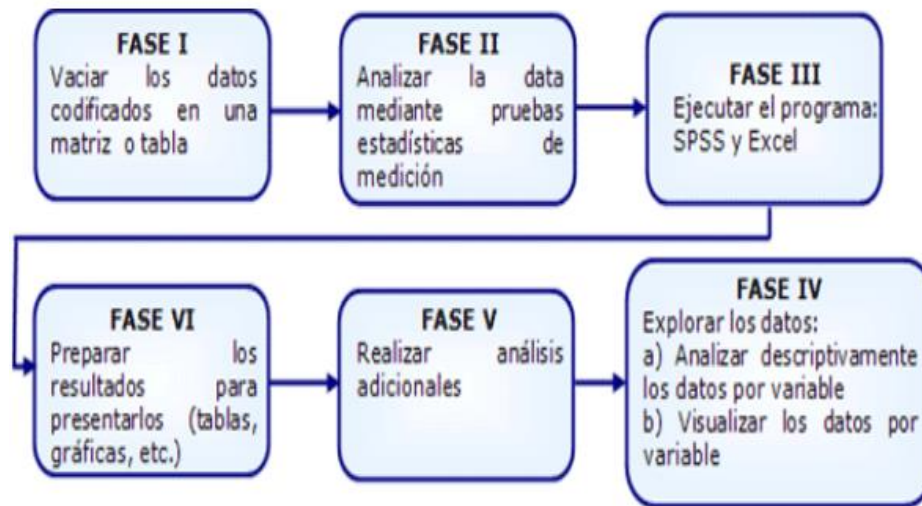 FASE I
Vaciar los datos
codificados en una
matriz o tabla
FASE II
Analizar la data
mediante pruebas
estadísticas de
medición
FASE III
Ejecutar el programa:
SPSS y Excel
FASE VI
Preparar los
resultados para
presentarlos (tablas,
gráficas, etc.)
FASE V
Realizar análisis
adicionales
FASE IV
Explorar los datos:
a) Analizar descriptivamente
los datos por variable
b) Visualizar los datos por
variable